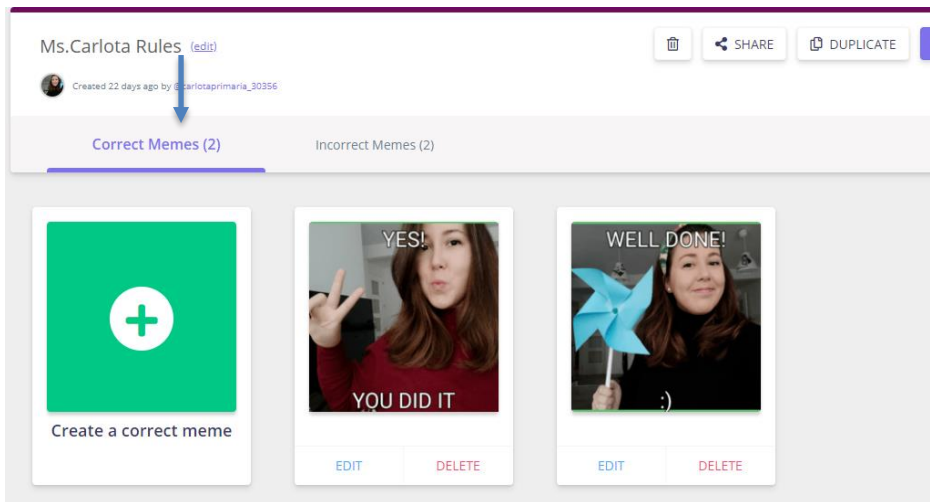 Ms.Carlota Rules (edit)
SHARE
DUPLICATE
Created 22 days ago by @carlotaprimaria_30356
Correct Memes (2)
Incorrect Memes (2)
YES!
YOU DID IT
WELL DONE!
:)
Create a correct meme
EDIT
DELETE
EDIT
DELETE